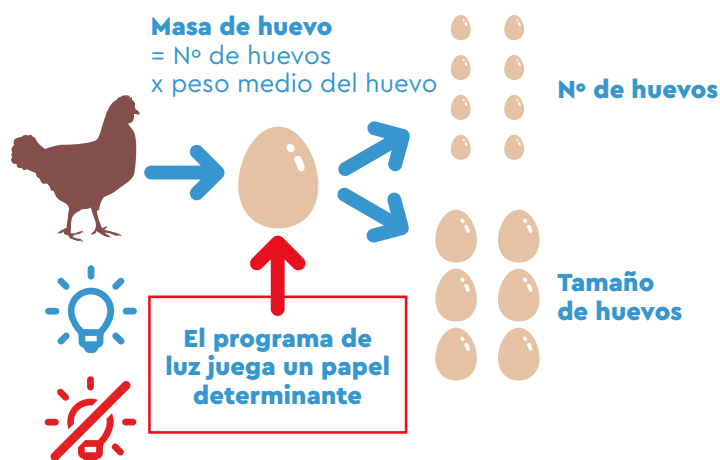 Masa de huevo
= Nº de huevos
x peso medio del huevo
Nº de huevos
Tamaño
de huevos
El programa de
luz juega un papel
determinante